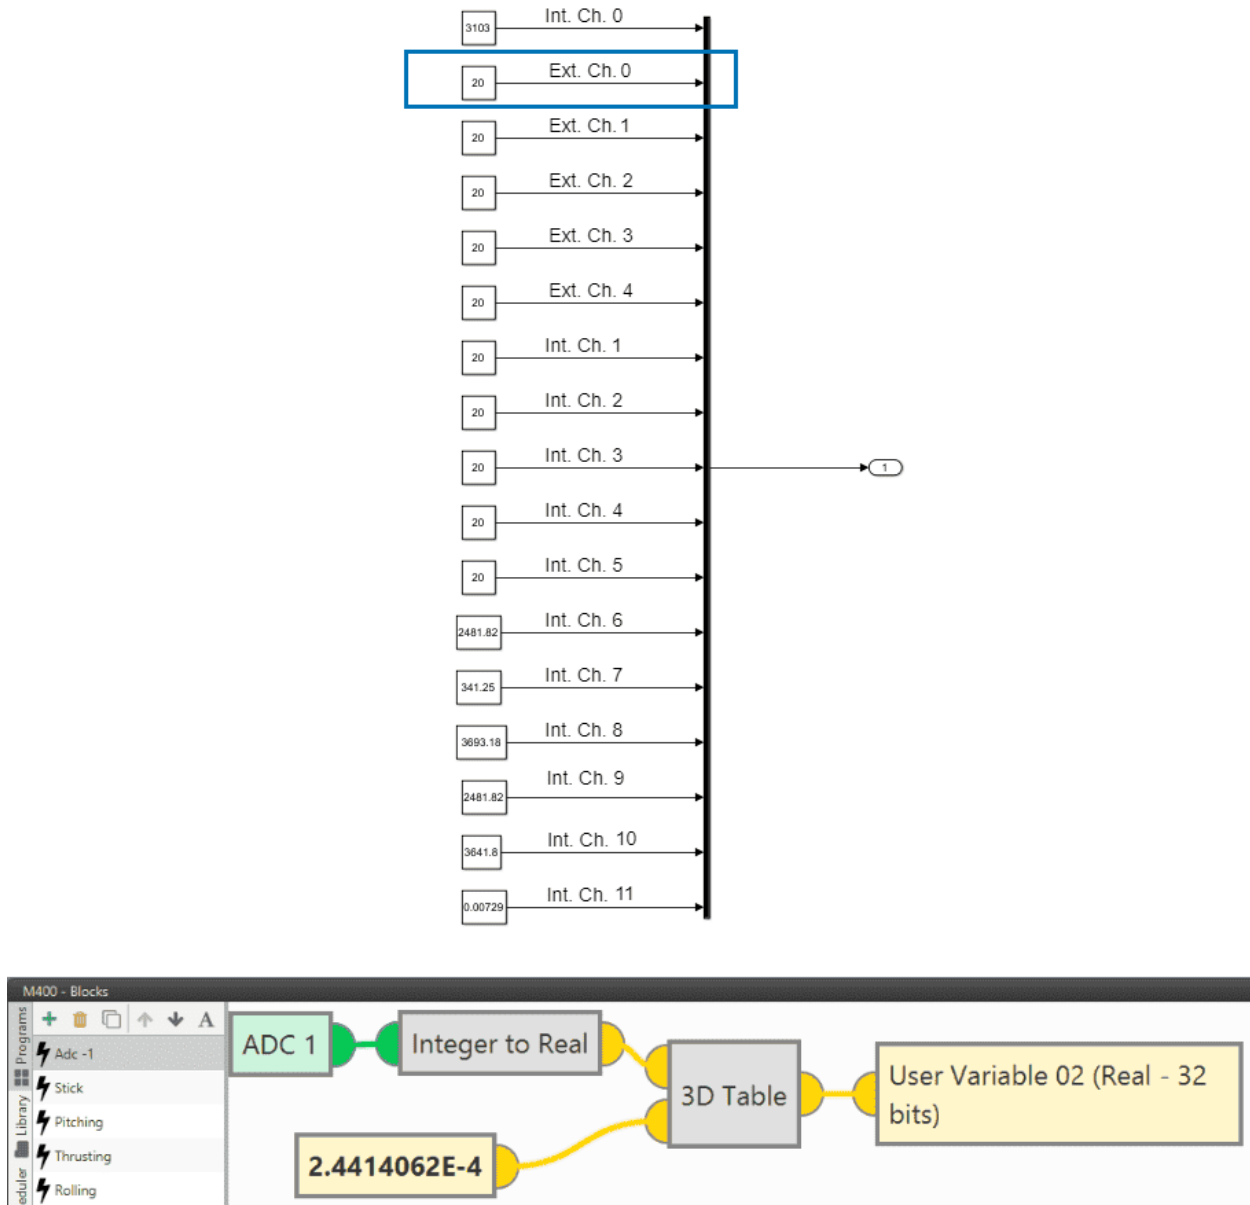 3103 Int. Ch. 0
20 Ext. Ch. 0
20 Ext. Ch. 1
20 Ext. Ch. 2
20 Ext. Ch. 3
20 Ext. Ch. 4
20 Int. Ch. 1
20 Int. Ch. 2
20 Int. Ch. 3
1
20 Int. Ch. 4
20 Int. Ch. 5
2481.82 Int. Ch. 6
341.25 Int. Ch. 7
3693.18 Int. Ch. 8
2481.82 Int. Ch. 9
3641.8 Int. Ch. 10
0.00729 Int. Ch. 11
M400 - Blocks
Programs
Library
eduler
A
Adc -1
Stick
Pitching
Thrusting
Rolling
ADC 1
Integer to Real
2.4414062E-4
3D Table
User Variable 02 (Real - 32
bits)